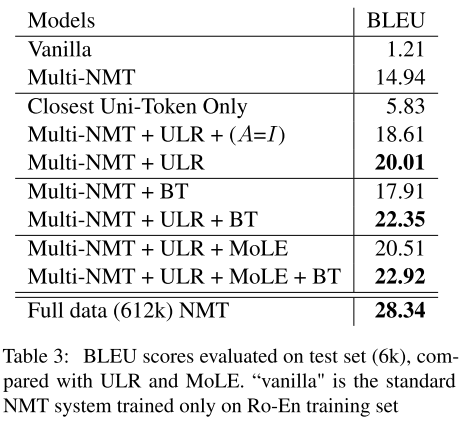 Models BLEU
Vanilla 1.21
Multi-NMT 14.94
Closest Uni-Token Only 5.83
Multi-NMT + ULR + (A=I) 18.61
Multi-NMT + ULR 20.01
Multi-NMT + BT 17.91
Multi-NMT + ULR + BT 22.35
Multi-NMT + ULR + MoLE 20.51
Multi-NMT + ULR + MoLE + BT 22.92
Full data (612k) NMT 28.34
Table 3: BLEU scores evaluated on test set (6k), com-
pared with ULR and MoLE. “vanilla" is the standard
NMT system trained only on Ro-En training set